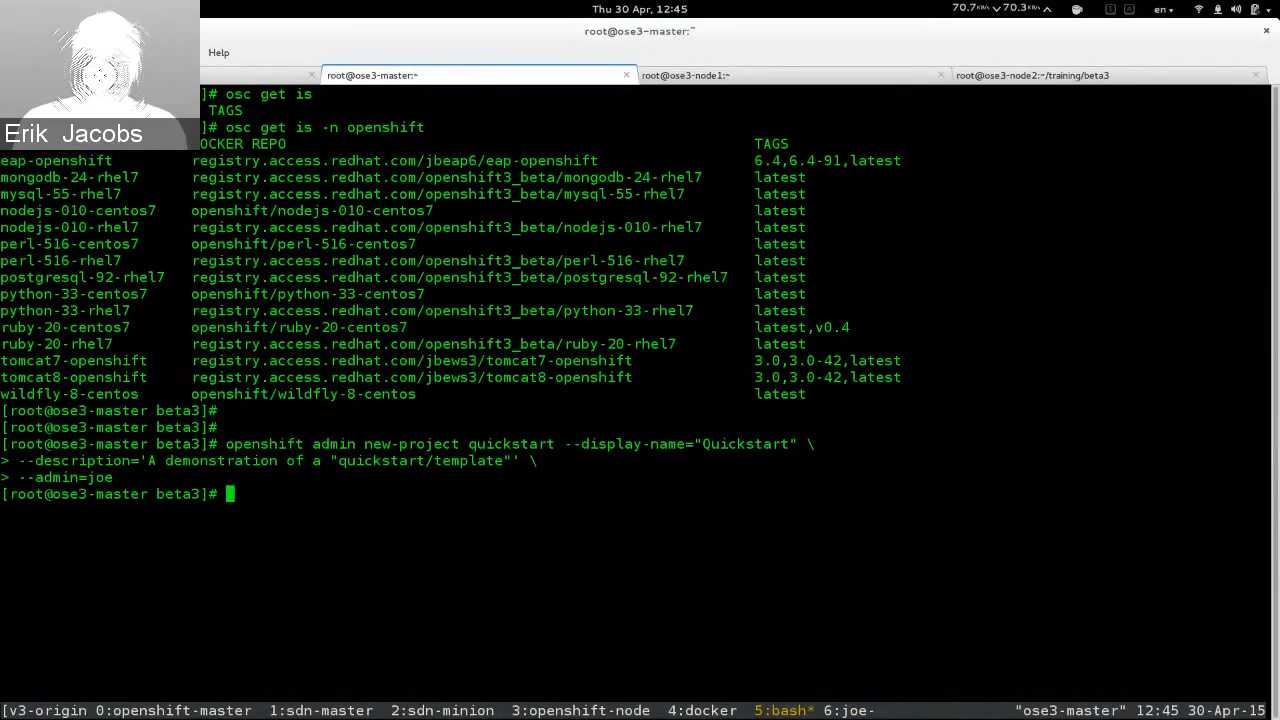 Thu 30 Apr, 12:45
70.7 KB/s 70.3 KB/s
en
root@ose3-master:~
Help
root@ose3-master:~
root@ose3-node1:~
root@ose3-node2:~/training/beta3
]# osc get is
TAGS
Erik Jacobs
]# osc get is -n openshift
OCKER REPO TAGS
eap-openshift registry.access.redhat.com/jbeap6/eap-openshift 6.4,6.4-91,latest
mongodb-24-rhel7 registry.access.redhat.com/openshift3_beta/mongodb-24-rhel7 latest
mysql-55-rhel7 registry.access.redhat.com/openshift3_beta/mysql-55-rhel7 latest
nodejs-010-centos7 openshift/nodejs-010-centos7 latest
nodejs-010-rhel7 registry.access.redhat.com/openshift3_beta/nodejs-010-rhel7 latest
perl-516-centos7 openshift/perl-516-centos7 latest
perl-516-rhel7 registry.access.redhat.com/openshift3_beta/perl-516-rhel7 latest
postgresql-92-rhel7 registry.access.redhat.com/openshift3_beta/postgresql-92-rhel7 latest
python-33-centos7 openshift/python-33-centos7 latest
python-33-rhel7 registry.access.redhat.com/openshift3_beta/python-33-rhel7 latest
ruby-20-centos7 openshift/ruby-20-centos7 latest,v0.4
ruby-20-rhel7 registry.access.redhat.com/openshift3_beta/ruby-20-rhel7 latest
tomcat7-openshift registry.access.redhat.com/jbews3/tomcat7-openshift 3.0,3.0-42,latest
tomcat8-openshift registry.access.redhat.com/jbews3/tomcat8-openshift 3.0,3.0-42,latest
wildfly-8-centos openshift/wildfly-8-centos latest
[root@ose3-master beta3]#
[root@ose3-master beta3]#
[root@ose3-master beta3]# openshift admin new-project quickstart --display-name="Quickstart" \
> --description='A demonstration of a "quickstart/template"' \
> --admin=joe
[root@ose3-master beta3]#
[v3-origin 0:openshift-master 1:sdn-master 2:sdn-minion 3:openshift-node 4:docker 5:bash* 6:joe- "ose3-master" 12:45 30-Apr-15